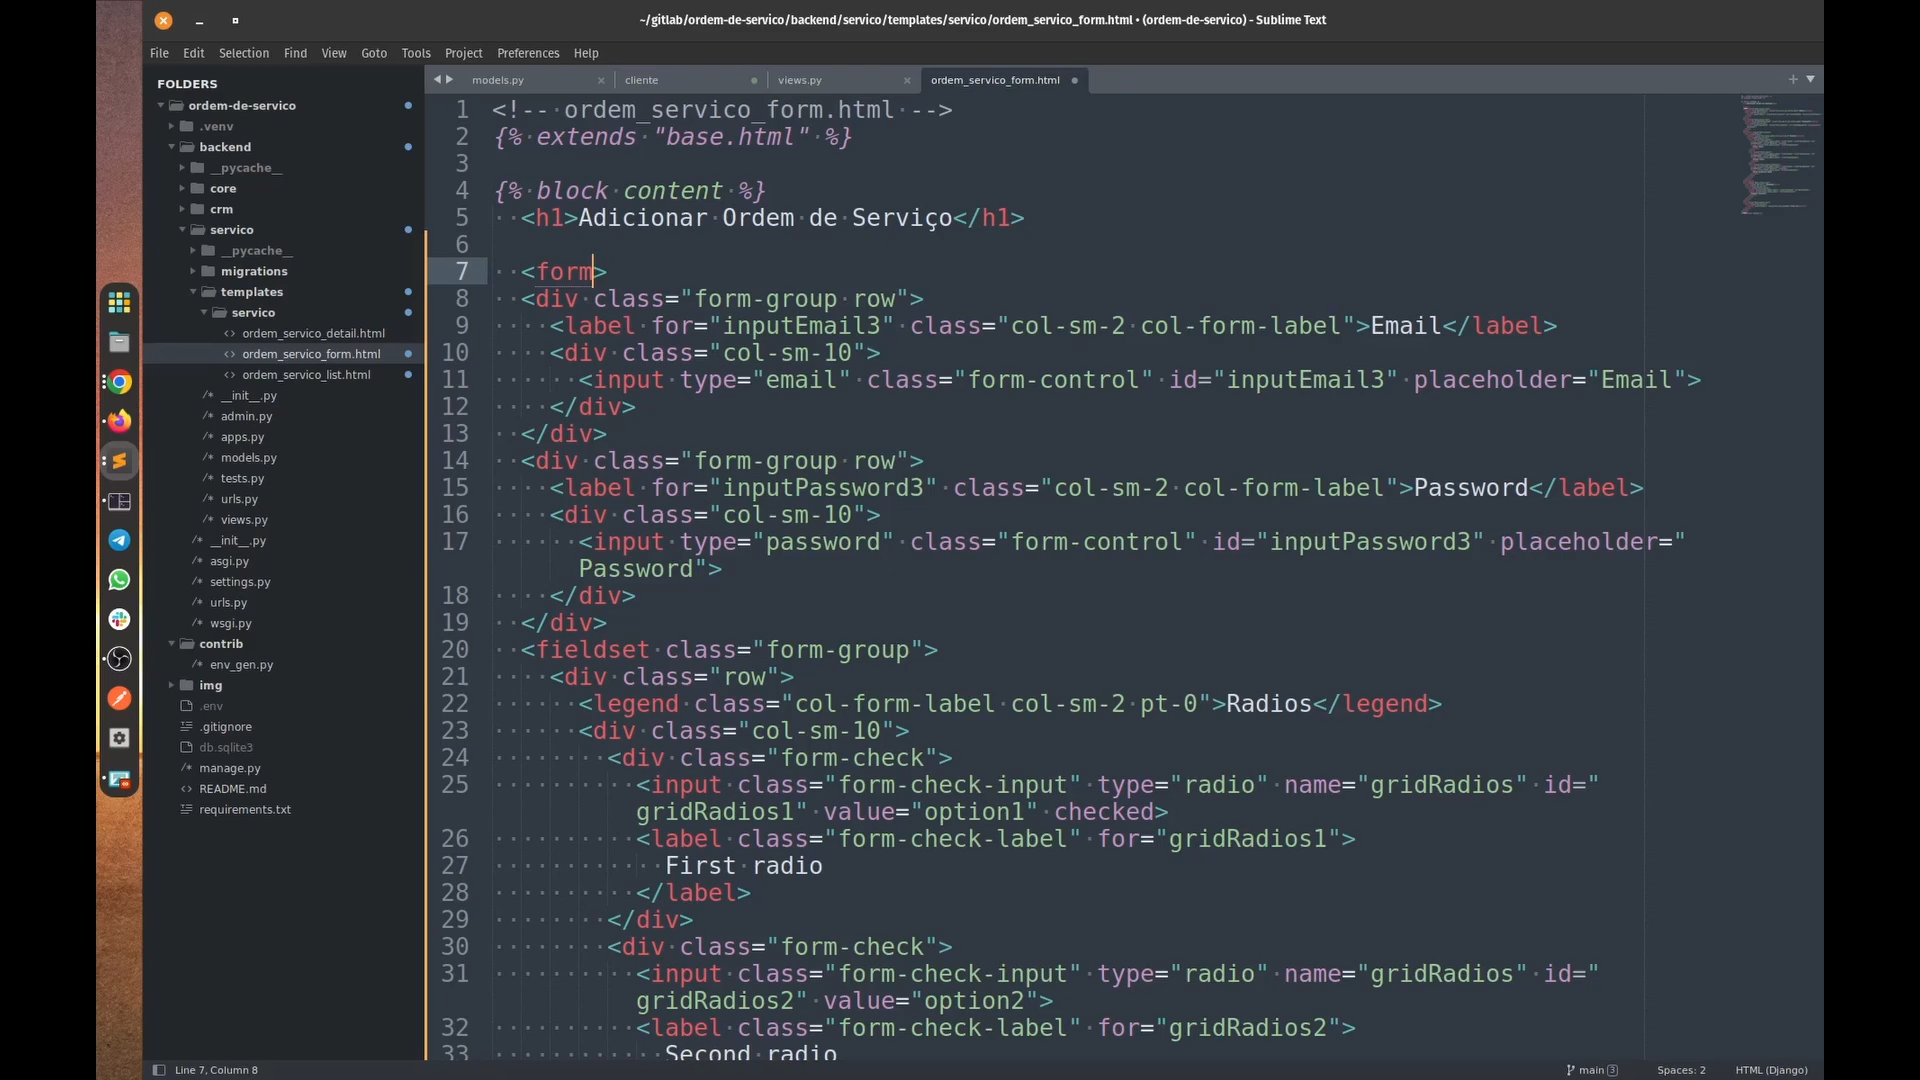 ~/gitlab/ordem-de-servico/backend/servico/templates/servico/ordem_servico_form.html • (ordem-de-servico) - Sublime Text
File Edit Selection Find View Goto Tools Project Preferences Help
FOLDERS
ordem-de-servico
.venv
backend
__pycache__
core
crm
servico
__pycache__
migrations
templates
servico
ordem_servico_detail.html
ordem_servico_form.html
ordem_servico_list.html
__init__.py
admin.py
apps.py
models.py
tests.py
urls.py
views.py
__init__.py
asgi.py
settings.py
urls.py
wsgi.py
contrib
env_gen.py
img
.env
.gitignore
db.sqlite3
manage.py
README.md
requirements.txt
models.py cliente views.py ordem_servico_form.html
1 <!-- ordem_servico_form.html -->
2 {% extends "base.html" %}
3
4 {% block content %}
5 <h1>Adicionar Ordem de Serviço</h1>
6
7 <form>
8 <div class="form-group row">
9 <label for="inputEmail3" class="col-sm-2 col-form-label">Email</label>
10 <div class="col-sm-10">
11 <input type="email" class="form-control" id="inputEmail3" placeholder="Email">
12 </div>
13 </div>
14 <div class="form-group row">
15 <label for="inputPassword3" class="col-sm-2 col-form-label">Password</label>
16 <div class="col-sm-10">
17 <input type="password" class="form-control" id="inputPassword3" placeholder="
Password">
18 </div>
19 </div>
20 <fieldset class="form-group">
21 <div class="row">
22 <legend class="col-form-label col-sm-2 pt-0">Radios</legend>
23 <div class="col-sm-10">
24 <div class="form-check">
25 <input class="form-check-input" type="radio" name="gridRadios" id="
gridRadios1" value="option1" checked>
26 <label class="form-check-label" for="gridRadios1">
27 First radio
28 </label>
29 </div>
30 <div class="form-check">
31 <input class="form-check-input" type="radio" name="gridRadios" id="
gridRadios2" value="option2">
32 <label class="form-check-label" for="gridRadios2">
33 Second radio
Line 7, Column 8
main 3 Spaces: 2 HTML (Django)